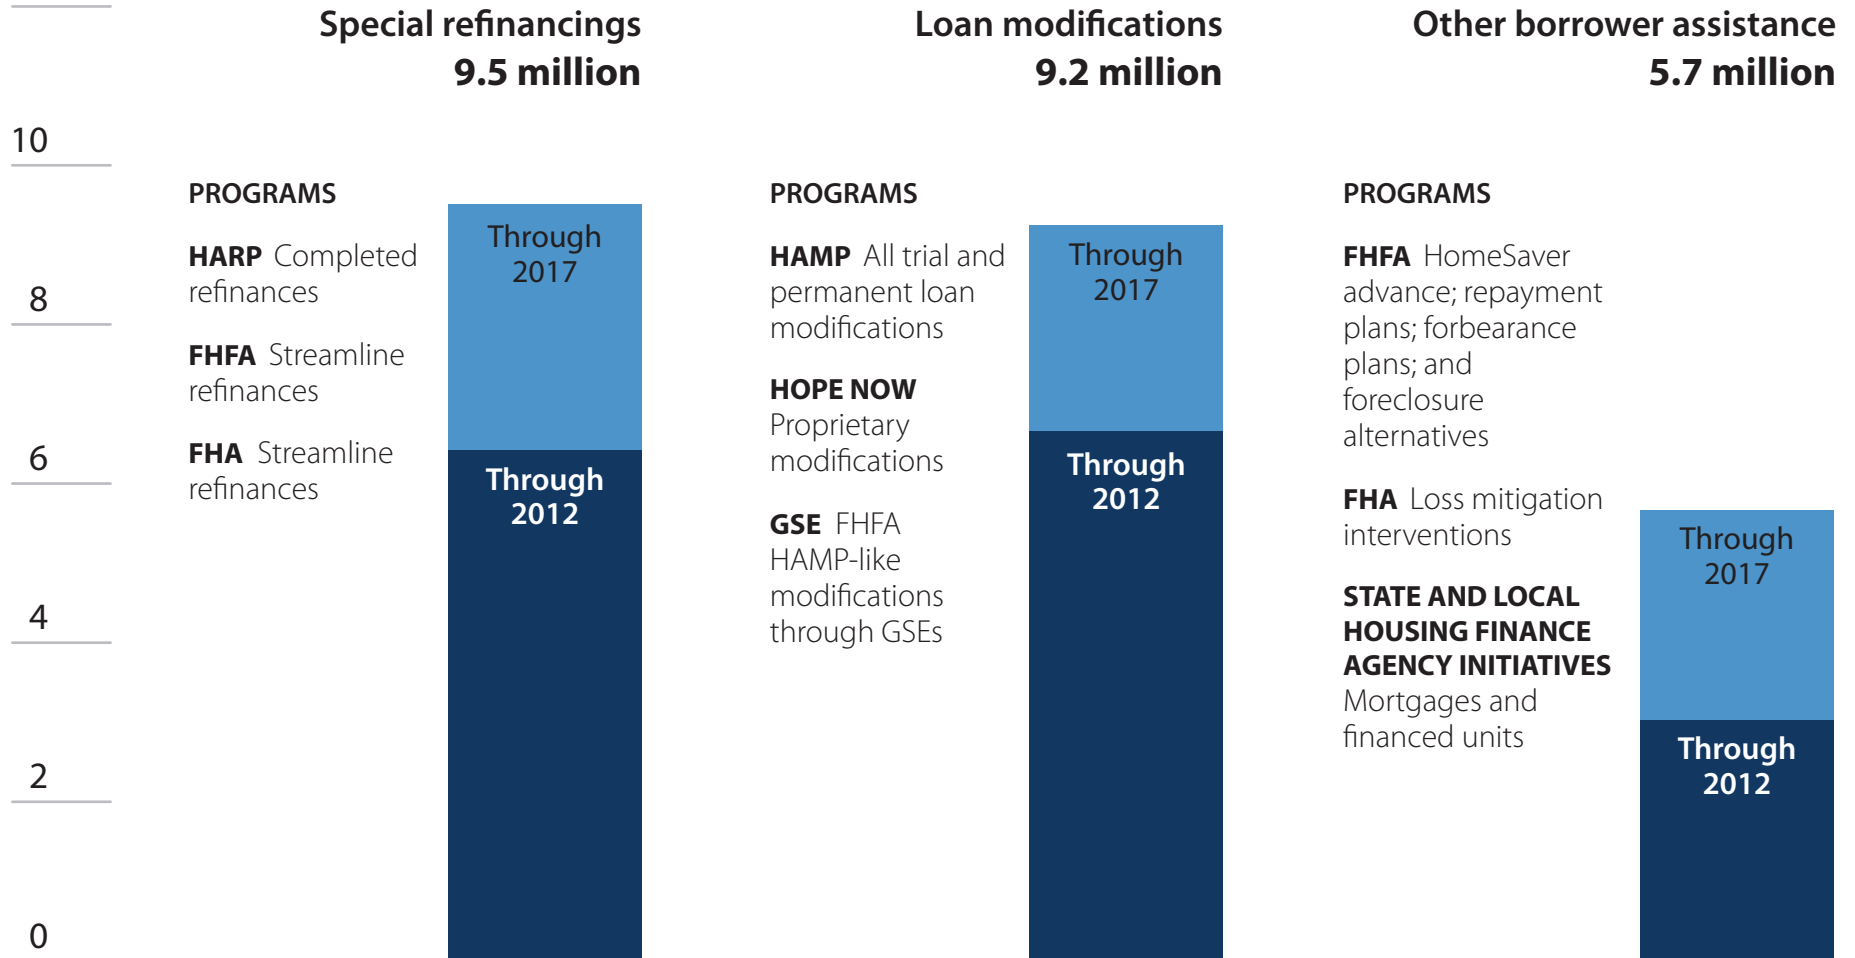 Special refinancings
9.5 million
Loan modifications
9.2 million
Other borrower assistance
5.7 million
10
8
6
4
2
0
PROGRAMS
HARP Completed
refinances
FHFA Streamline
refinances
FHA Streamline
refinances
Through
2017
Through
2012
PROGRAMS
HAMP All trial and
permanent loan
modifications
HOPE NOW
Proprietary
modifications
GSE FHFA
HAMP-like
modifications
through GSEs
Through
2017
Through
2012
PROGRAMS
FHFA HomeSaver
advance; repayment
plans; forbearance
plans; and
foreclosure
alternatives
FHA Loss mitigation
interventions
STATE AND LOCAL
HOUSING FINANCE
AGENCY INITIATIVES
Mortgages and
financed units
Through
2017
Through
2012